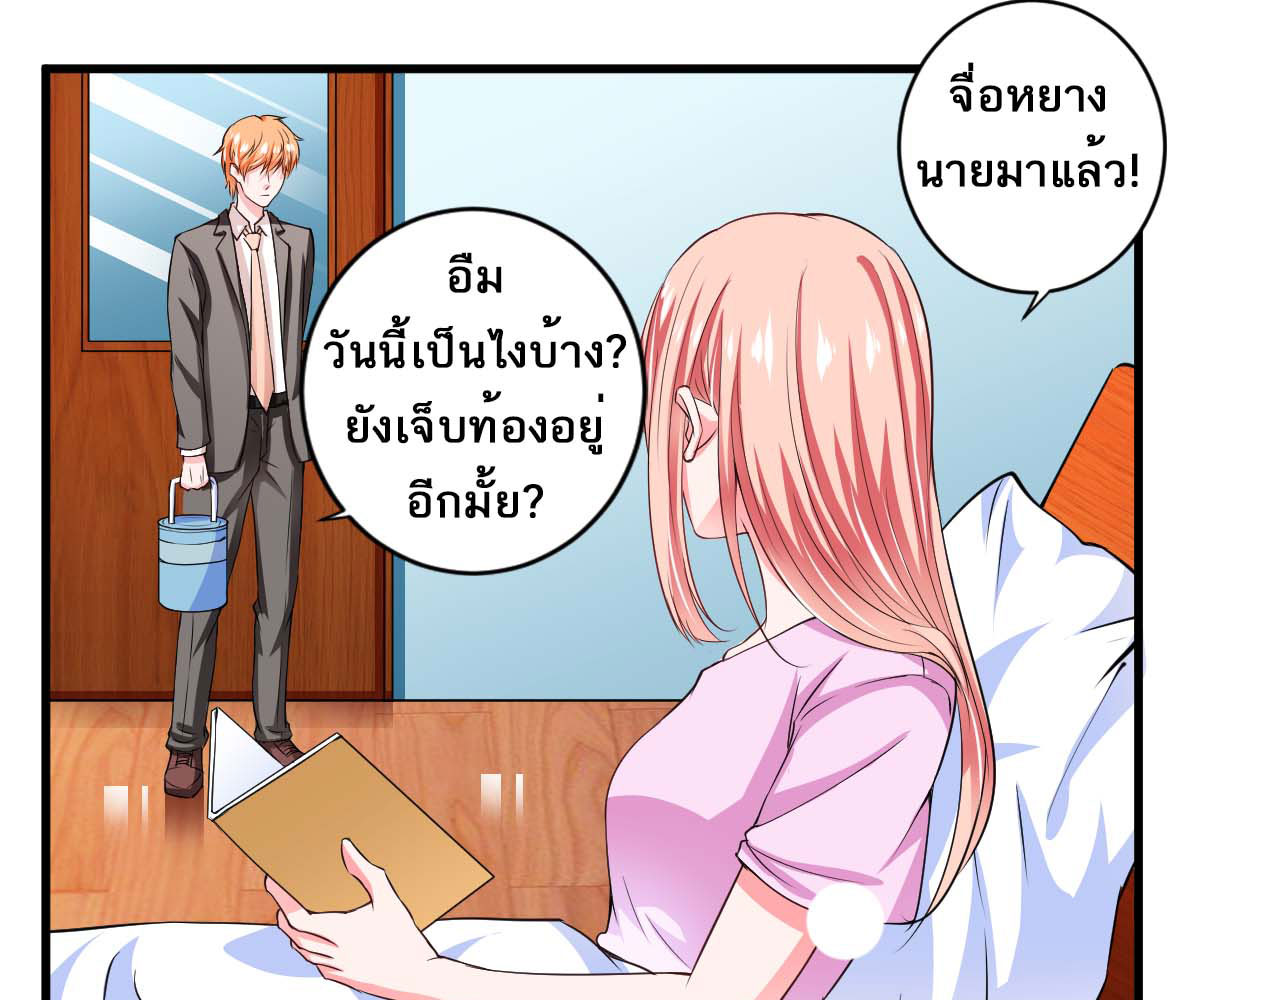 จื่อหยาง
นายมาแล้ว!
อืม
วันนี้เป็นไงบ้าง?
ยังเจ็บท้องอยู่
อีกมั้ย?